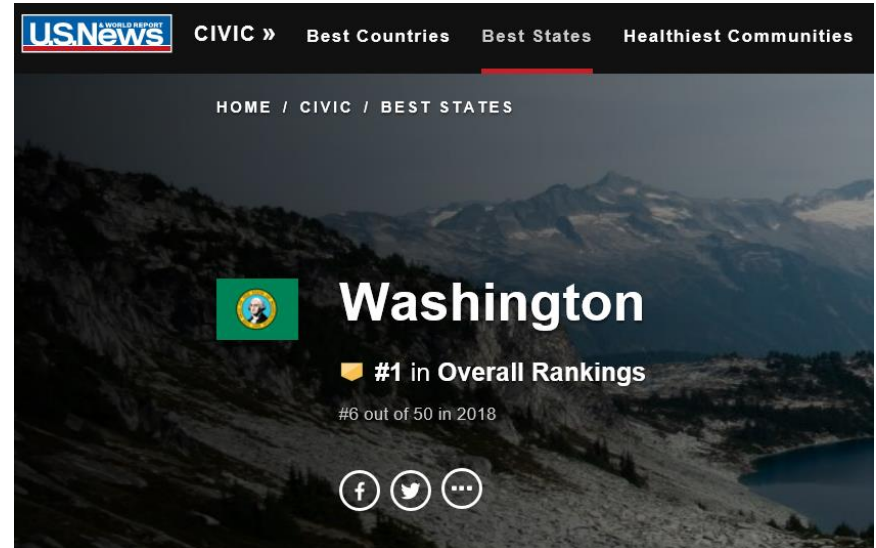 U.S.News & WORLD REPORT CIVIC » Best Countries Best States Healthiest Communities
HOME / CIVIC / BEST STATES
Washington
#1 in Overall Rankings
#6 out of 50 in 2018